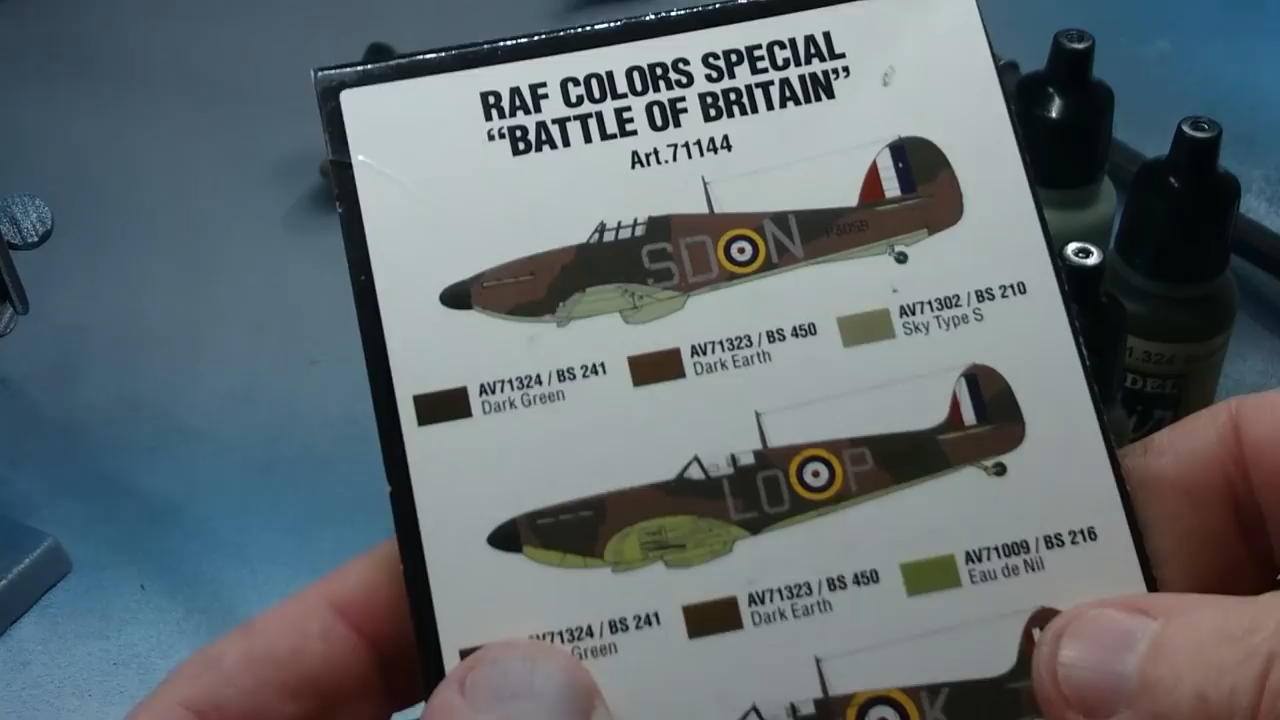 RAF COLORS SPECIAL
“BATTLE OF BRITAIN”
Art.71144
SD N
AV71302 / BS 210
Sky Type S
AV71323 / BS 450
Dark Earth
AV71324 / BS 241
Dark Green
LO P
AV71009 / BS 216
Eau de Nil
AV71323 / BS 450
Dark Earth
71324 / BS 241
Green
K
1.324